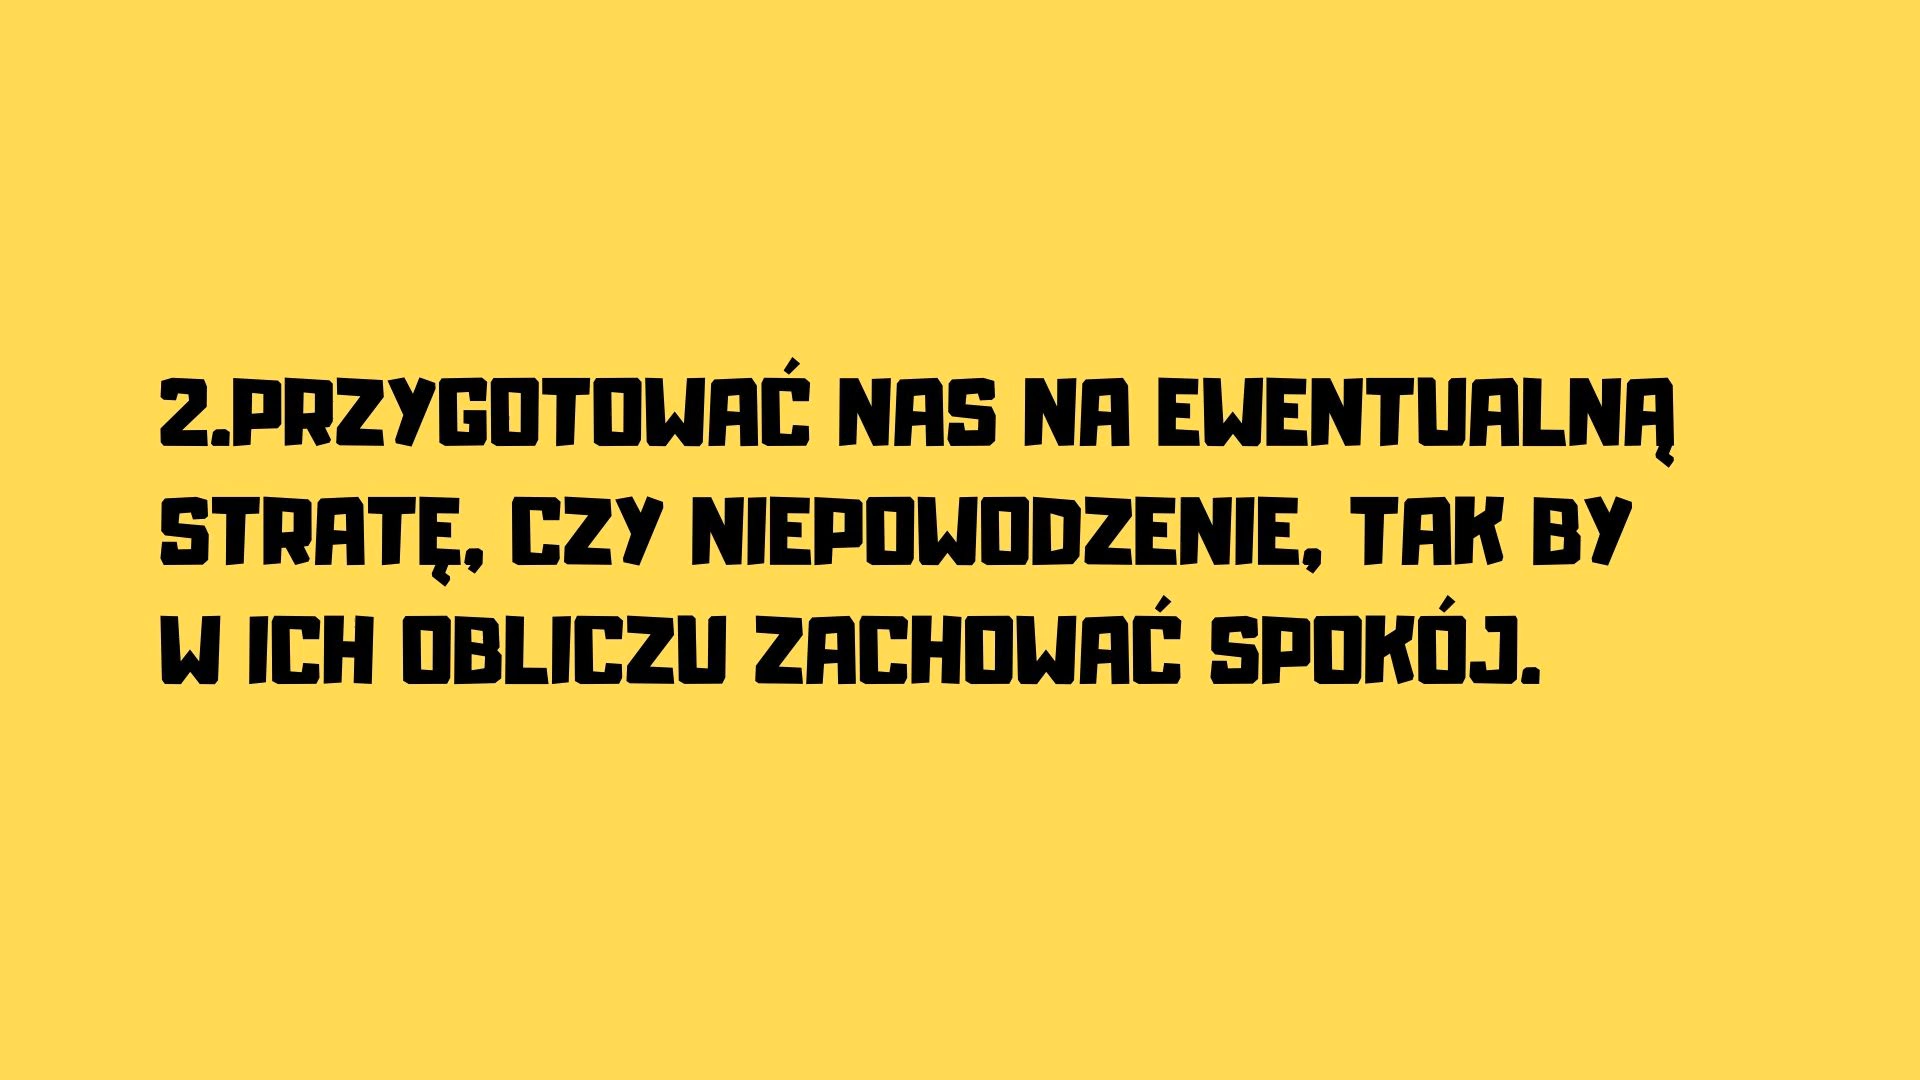 2.PRZYGOTOWAĆ NAS NA EWENTUALNĄ
STRATĘ, CZY NIEPOWODZENIE, TAK BY
W ICH OBLICZU ZACHOWAĆ SPOKÓJ.